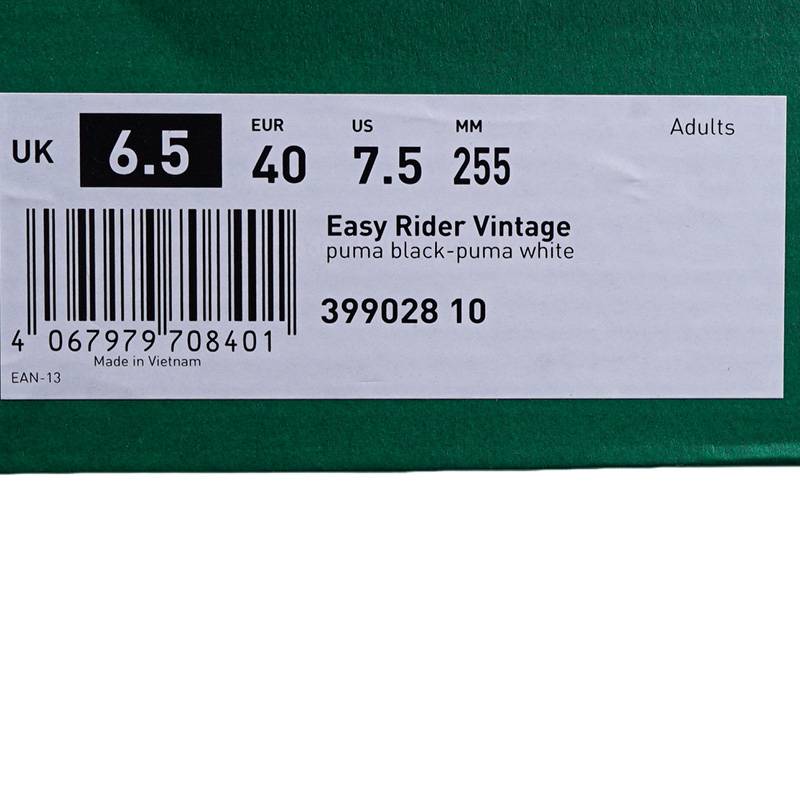 UK 6.5 EUR 40 US 7.5 MM 255 Adults
Easy Rider Vintage
puma black-puma white
399028 10
4 067979 708401
Made in Vietnam
EAN-13